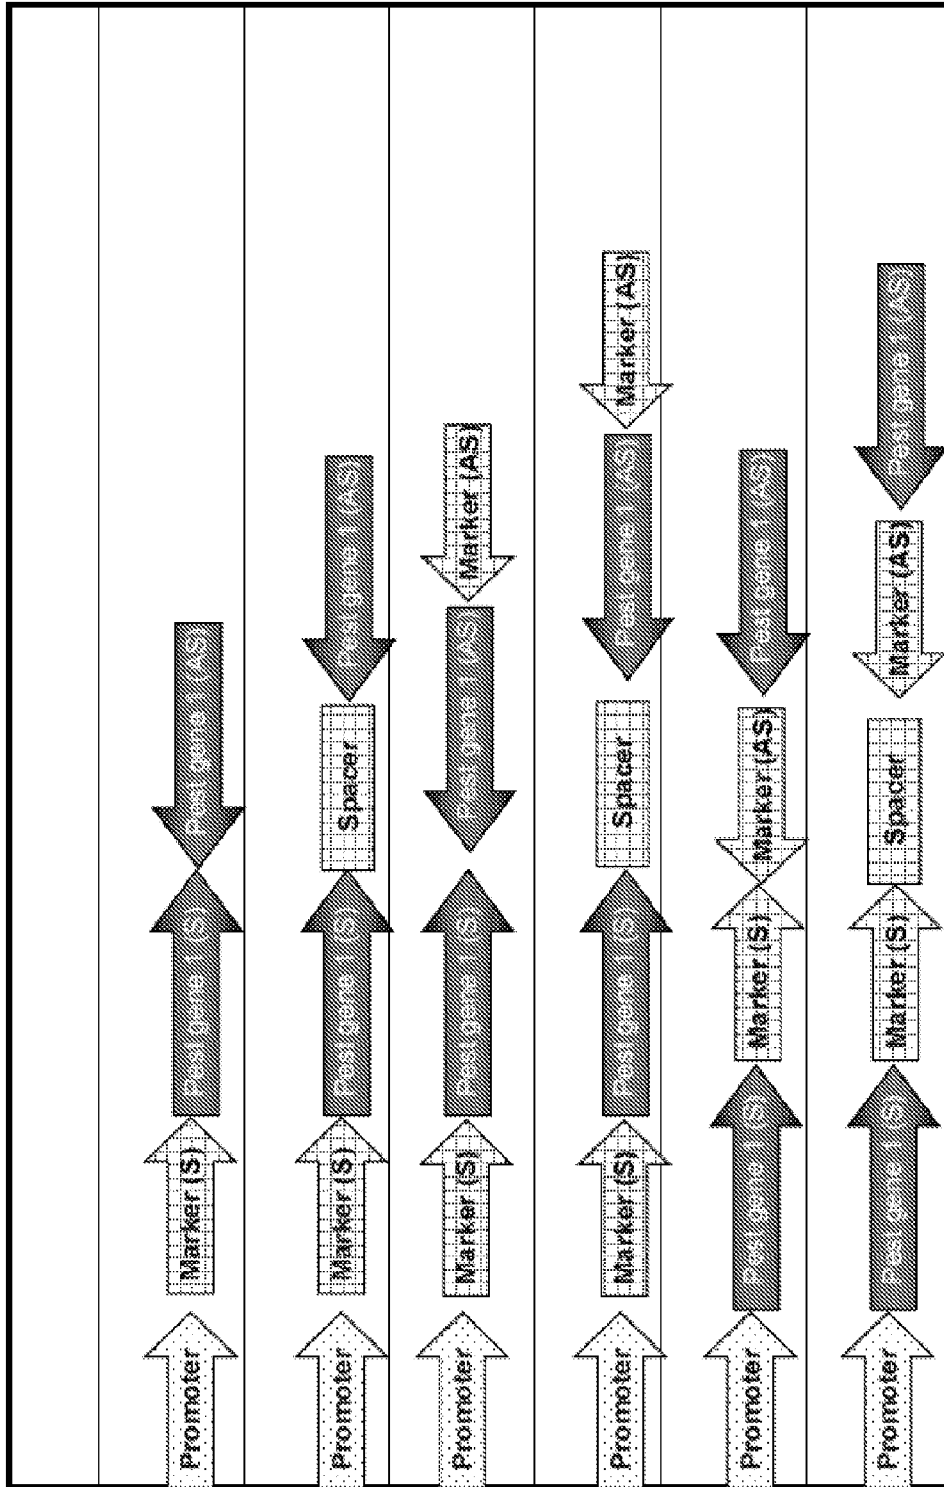 Promoter
Marker (S)
Pest gene 1 (S)
Pest gene 1 (AS)
Promoter
Marker (S)
Pest gene 1 (S)
Spacer
Pest gene 1 (AS)
Promoter
Marker (S)
Pest gene 1 (S)
Pest gene 1 (AS)
Marker (AS)
Promoter
Marker (S)
Pest gene 1 (S)
Spacer
Pest gene 1 (AS)
Marker (AS)
Promoter
Pest gene 1 (S)
Marker (S)
Marker (AS)
Pest gene 1 (AS)
Promoter
Pest gene 1 (S)
Marker (S)
Spacer
Marker (AS)
Pest gene 1 (AS)